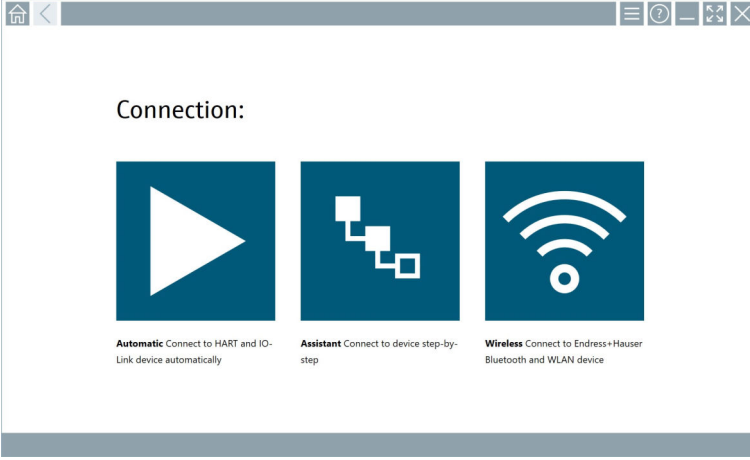 Connection:
Automatic Connect to HART and IO-
Link device automatically
Assistant Connect to device step-by-
step
Wireless Connect to Endress+Hauser
Bluetooth and WLAN device